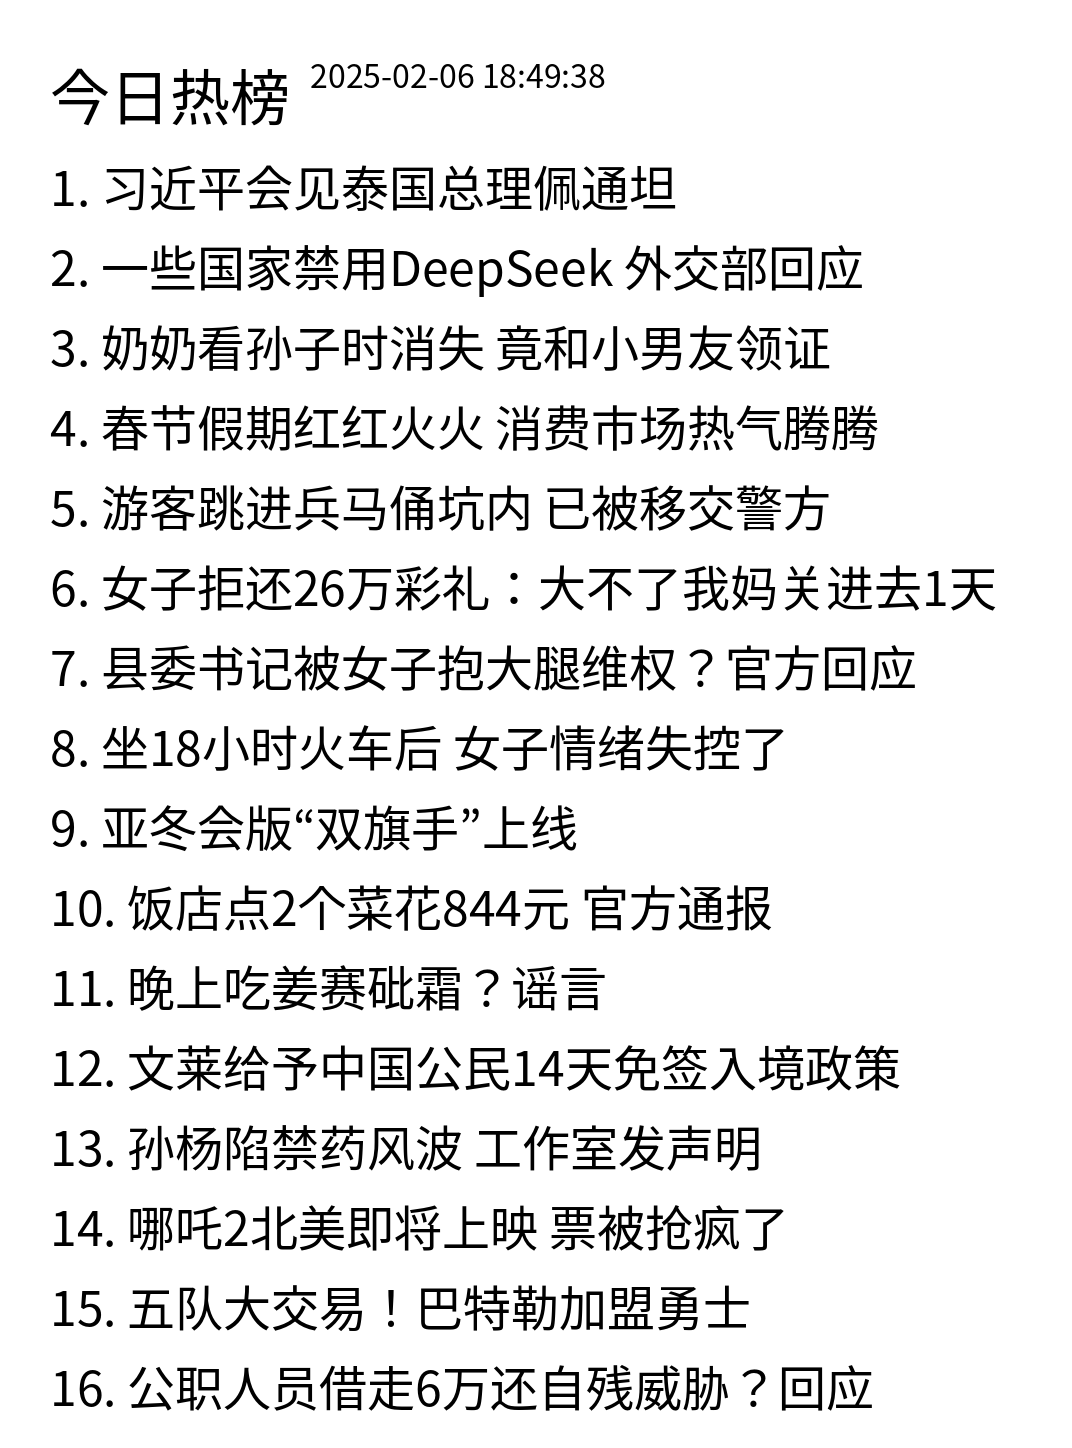 今日热榜 2025-02-06 18:49:38
1. 习近平会见泰国总理佩通坦
2. 一些国家禁用DeepSeek 外交部回应
3. 奶奶看孙子时消失 竟和小男友领证
4. 春节假期红红火火 消费市场热气腾腾
5. 游客跳进兵马俑坑内 已被移交警方
6. 女子拒还26万彩礼：大不了我妈关进去1天
7. 县委书记被女子抱大腿维权？官方回应
8. 坐18小时火车后 女子情绪失控了
9. 亚冬会版“双旗手”上线
10. 饭店点2个菜花844元 官方通报
11. 晚上吃姜赛砒霜？谣言
12. 文莱给予中国公民14天免签入境政策
13. 孙杨陷禁药风波 工作室发声明
14. 哪吒2北美即将上映 票被抢疯了
15. 五队大交易！巴特勒加盟勇士
16. 公职人员借走6万还自残威胁？回应